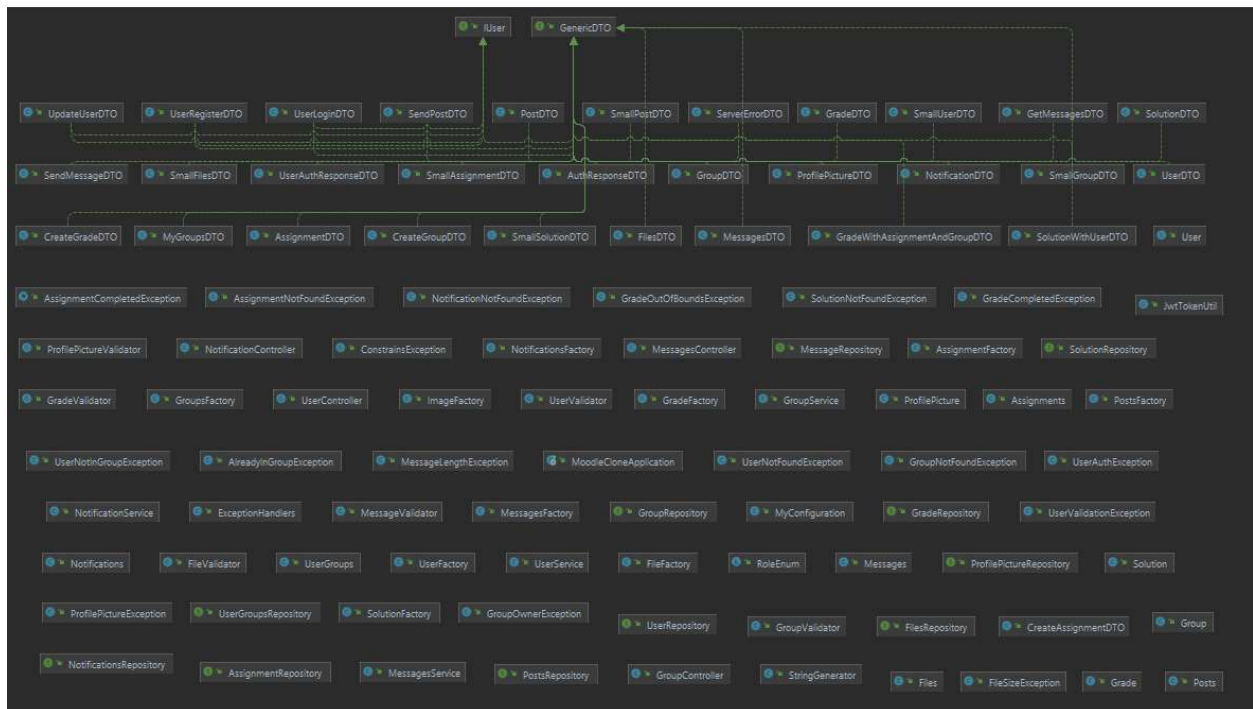 IUser GenericDTO
UpdateUserDTO UserRegisterDTO UserLoginDTO SendPostDTO PostDTO SmallPostDTO ServerErrorDTO GradeDTO SmallUserDTO GetMessagesDTO SolutionDTO
SendMessageDTO SmallFilesDTO UserAuthResponseDTO SmallAssignmentDTO AuthResponseDTO GroupDTO ProfilePictureDTO NotificationDTO SmallGroupDTO UserDTO
CreateGradeDTO MyGroupsDTO AssignmentDTO CreateGroupDTO SmallSolutionDTO FilesDTO MessagesDTO GradeWithAssignmentAndGroupDTO SolutionWithUserDTO User
AssignmentCompletedException AssignmentNotFoundException NotificationNotFoundException GradeOutOfBoundsException SolutionNotFoundException GradeCompletedException JwtTokenUtil
ProfilePictureValidator NotificationController ConstrainsException NotificationsFactory MessagesController MessageRepository AssignmentFactory SolutionRepository
GradeValidator GroupsFactory UserController ImageFactory UserValidator GradeFactory GroupService ProfilePicture Assignments PostsFactory
UserNotInGroupException AlreadyInGroupException MessageLengthException MoodleCloneApplication UserNotFoundException GroupNotFoundException UserAuthException
NotificationService ExceptionHandlers MessageValidator MessagesFactory GroupRepository MyConfiguration GradeRepository UserValidationException
Notifications FileValidator UserGroups UserFactory UserService FileFactory RoleEnum Messages ProfilePictureRepository Solution
ProfilePictureException UserGroupsRepository SolutionFactory GroupOwnerException UserRepository GroupValidator FilesRepository CreateAssignmentDTO Group
NotificationsRepository AssignmentRepository MessagesService PostsRepository GroupController StringGenerator Files FileSizeException Grade Posts